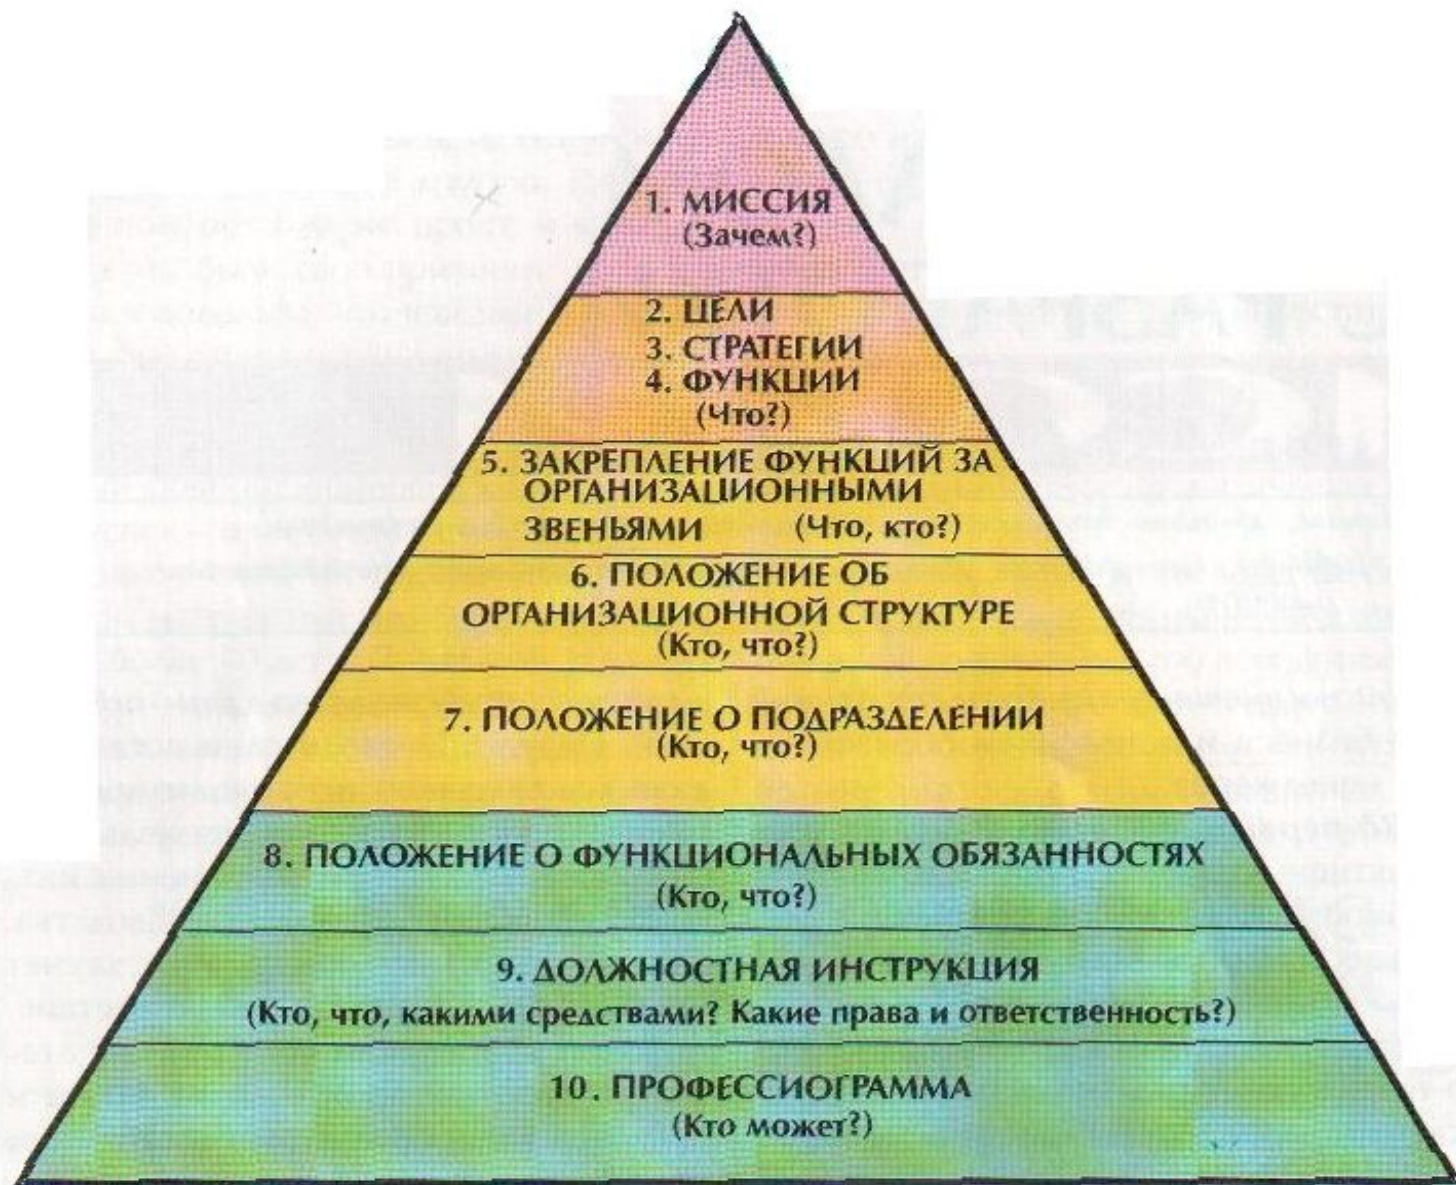 1. МИССИЯ
(Зачем?)
2. ЦЕЛИ
3. СТРАТЕГИИ
4. ФУНКЦИИ
(Что?)
5. ЗАКРЕПЛЕНИЕ ФУНКЦИЙ ЗА
ОРГАНИЗАЦИОННЫМИ
ЗВЕНЬЯМИ (Что, кто?)
6. ПОЛОЖЕНИЕ ОБ
ОРГАНИЗАЦИОННОЙ СТРУКТУРЕ
(Кто, что?)
7. ПОЛОЖЕНИЕ О ПОДРАЗДЕЛЕНИИ
(Кто, что?)
8. ПОЛОЖЕНИЕ О ФУНКЦИОНАЛЬНЫХ ОБЯЗАННОСТЯХ
(Кто, что?)
9. ДОЛЖНОСТНАЯ ИНСТРУКЦИЯ
(Кто, что, какими средствами? Какие права и ответственность?)
10. ПРОФЕССИОГРАММА
(Кто может?)